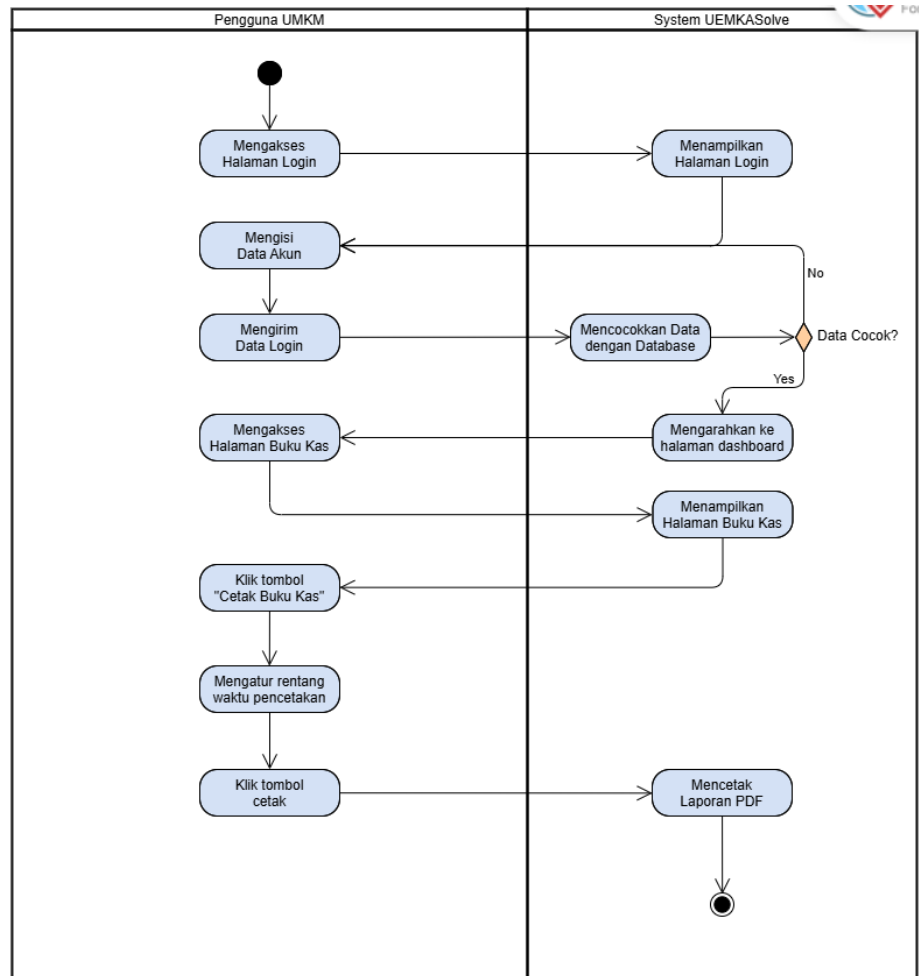 Pengguna UMKM
System UEMKASolve
Mengakses
Halaman Login
Menampilkan
Halaman Login
Mengisi
Data Akun
No
Mengirim
Data Login
Mencocokkan Data
dengan Database
Data Cocok?
Yes
Mengakses
Halaman Buku Kas
Mengarahkan ke
halaman dashboard
Menampilkan
Halaman Buku Kas
Klik tombol
"Cetak Buku Kas"
Mengatur rentang
waktu pencetakan
Klik tombol
cetak
Mencetak
Laporan PDF